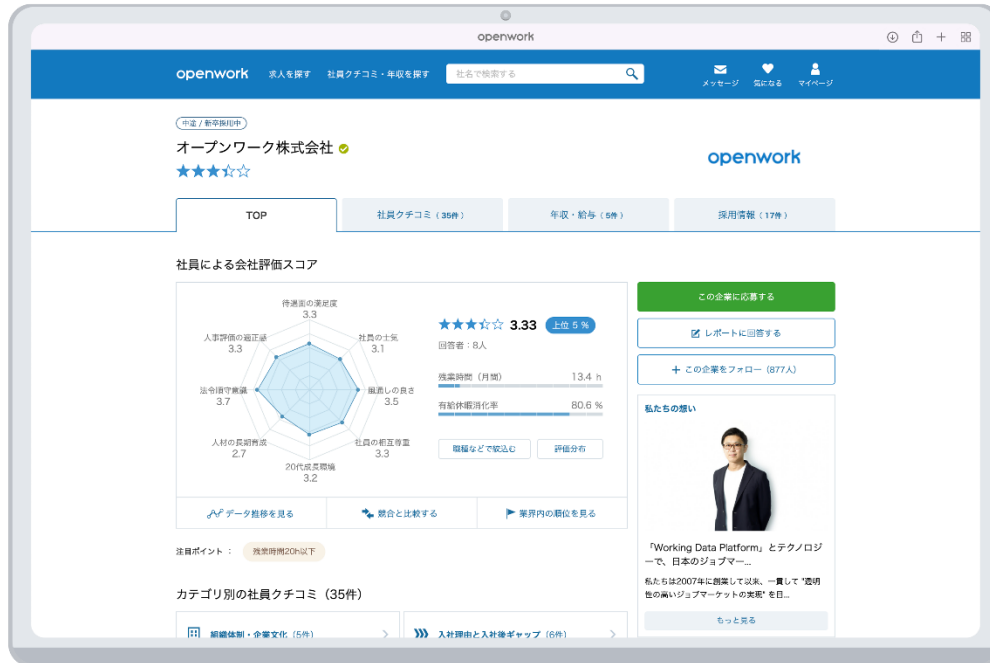 openwork
openwork 求人を探す 社員クチコミ・年収を探す 社名で検索する メッセージ 気になる マイページ
中途 / 新卒採用中
オープンワーク株式会社
openwork
TOP 社員クチコミ(35件) 年収・給与(5件) 採用情報(17件)
社員による会社評価スコア
待遇面の満足度
3.3
社員の士気
3.1
風通しの良さ
3.5
社員の相互尊重
3.3
20代成長環境
3.2
人材の長期育成
2.7
法令順守意識
3.7
人事評価の適正感
3.3
3.33 上位 5 %
回答者:8人
残業時間(月間) 13.4 h
有給休暇消化率 80.6 %
職種などで絞込む 評価分布
データ推移を見る 競合と比較する 業界内の順位を見る
注目ポイント : 残業時間20h以下
カテゴリ別の社員クチコミ(35件)
組織体制・企業文化(5件) 入社理由と入社後ギャップ(6件)
この企業に応募する
レポートに回答する
+ この企業をフォロー(877人)
私たちの想い
「Working Data Platform」とテクノロジ
ーで、日本のジョブマー...
私たちは2007年に創業して以来、一貫して "透明
性の高いジョブマーケットの実現" を目...
もっと見る